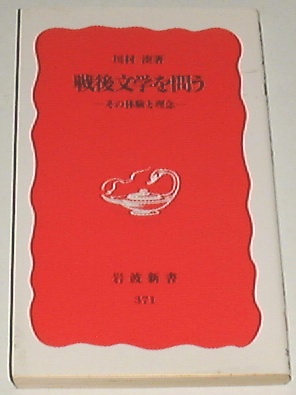 川村 湊著
戦後文学を問う
―その体験と理念―
岩波新書
371